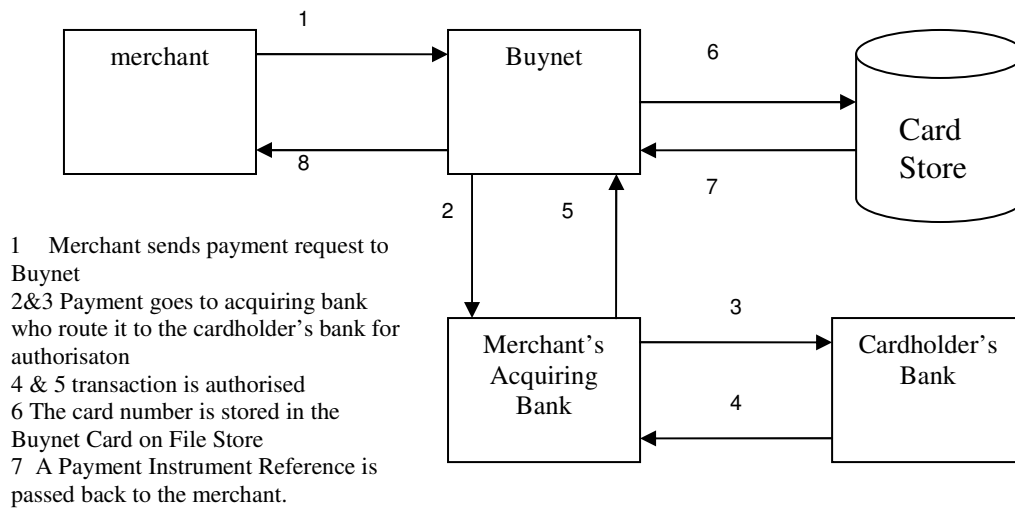 1
merchant
Buynet
6
Card
Store
8
7
2
5
1 Merchant sends payment request to
Buynet
2&3 Payment goes to acquiring bank
who route it to the cardholder's bank for
authorisaton
4 & 5 transaction is authorised
6 The card number is stored in the
Buynet Card on File Store
7 A Payment Instrument Reference is
passed back to the merchant.
3
Merchant's
Acquiring
Bank
Cardholder's
Bank
4